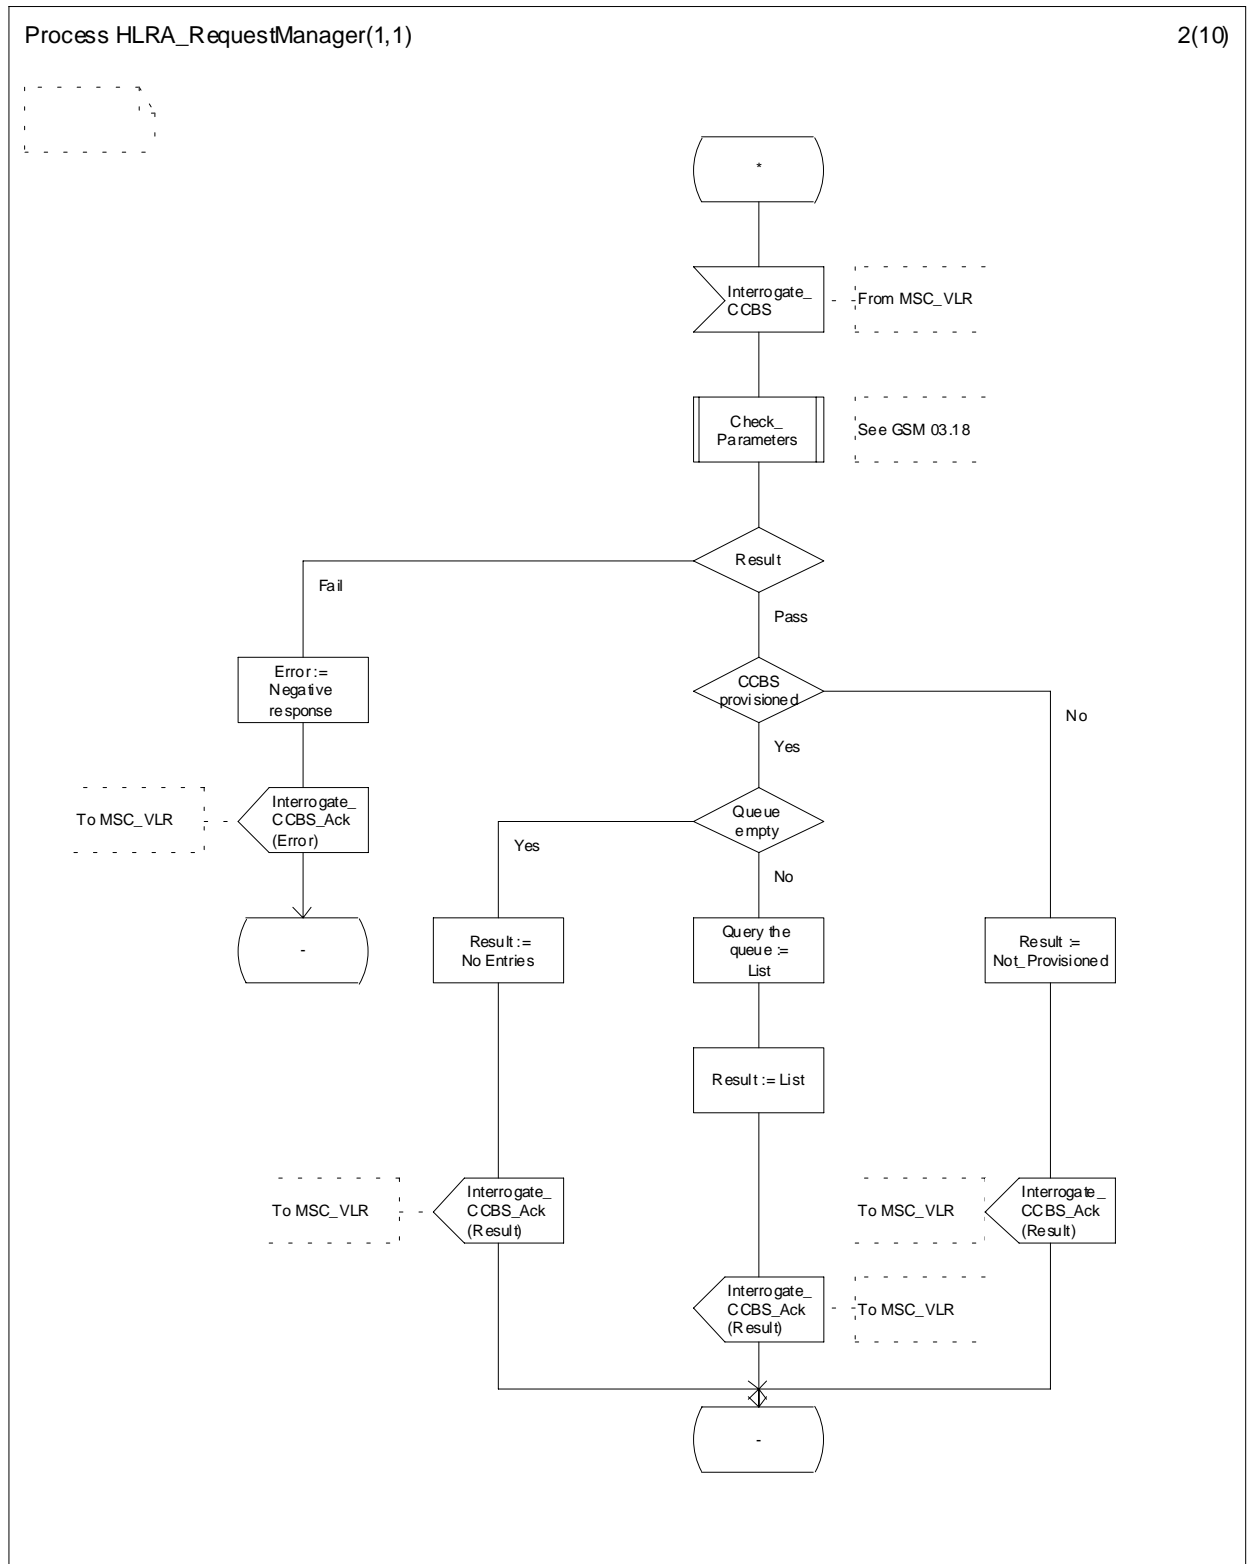 Process HLRA_RequestManager(1,1)
2(10)
*
Interrogate_
CCBS
From MSC_VLR
Check_
Parameters
See GSM 03.18
Result
Fail
Pass
Error :=
Negative
response
CCBS
provisioned
No
Yes
To MSC_VLR
Interrogate_
CCBS_Ack
(Error)
Queue
empty
Yes
No
-
Result :=
No Entries
Query the
queue :=
List
Result :=
Not_Provisioned
Result := List
To MSC_VLR
Interrogate_
CCBS_Ack
(Result)
To MSC_VLR
Interrogate_
CCBS_Ack
(Result)
Interrogate_
CCBS_Ack
(Result)
To MSC_VLR
-